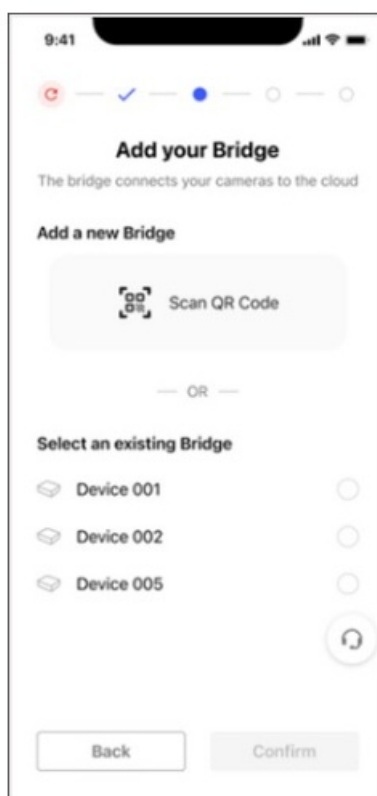 9:41
Add your Bridge
The bridge connects your cameras to the cloud
Add a new Bridge
Scan QR Code
OR
Select an existing Bridge
Device 001
Device 002
Device 005
Back Confirm